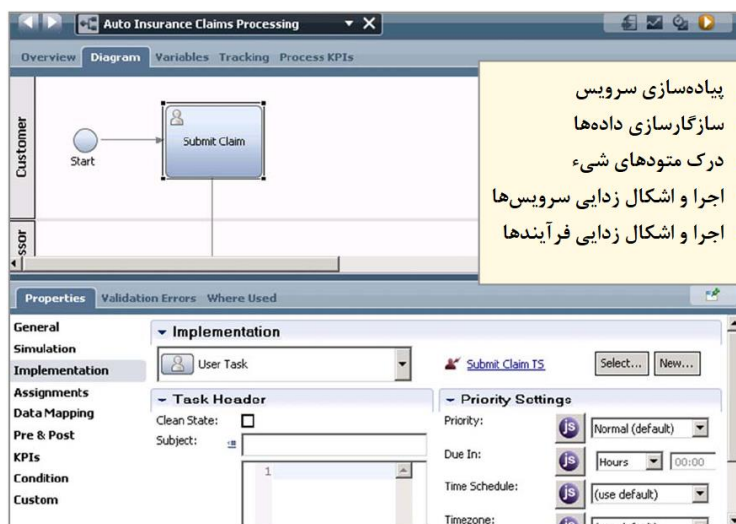 Auto Insurance Claims Processing
Overview Diagram Variables Tracking Process KPIs
پیاده‌سازی سرویس
سازگارسازی داده‌ها
درک متودهای شیء
اجرا و اشکال زدایی سرویس‌ها
اجرا و اشکال زدایی فرآیندها
Customer
Start
Submit Claim
ssor
Properties Validation Errors Where Used
General
Simulation
Implementation
Assignments
Data Mapping
Pre & Post
KPIs
Condition
Custom
Implementation
User Task
Submit Claim TS
Select... New...
Task Header
Clean State:
Subject:
1
Priority Settings
Priority: js Normal (default)
Due In: js Hours 00:00
Time Schedule: js (use default)
Timezone: